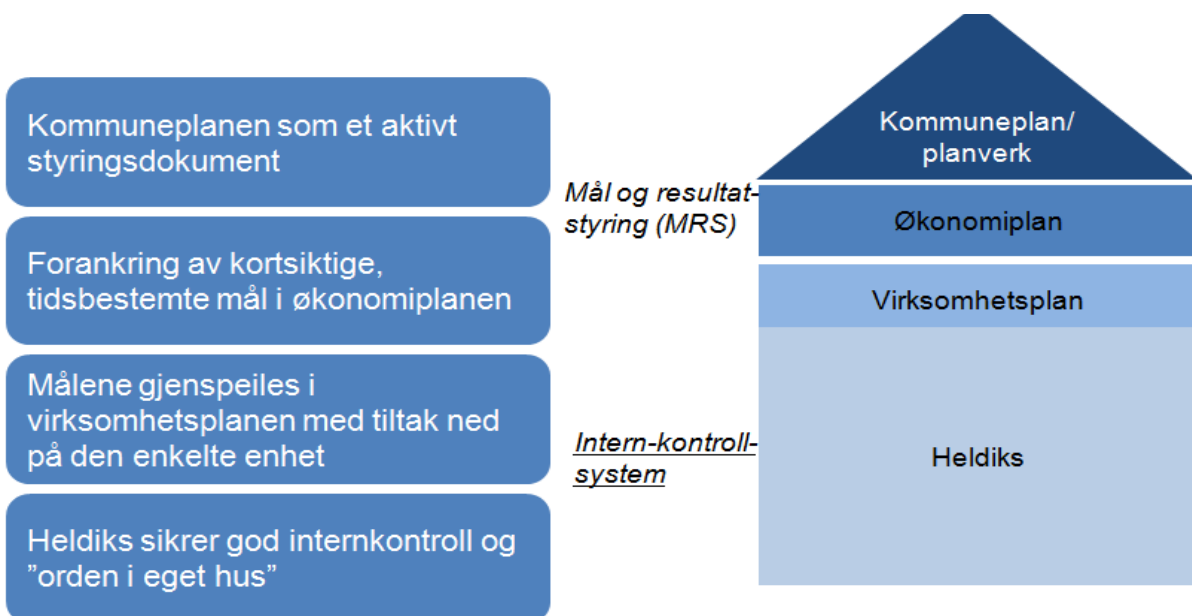 Kommuneplanen som et aktivt
styringsdokument
Forankring av kortsiktige,
tidsbestemte mål i økonomiplanen
Målene gjenspeiles i
virksomhetsplanen med tiltak ned
på den enkelte enhet
Heldiks sikrer god internkontroll og
”orden i eget hus”
Mål og resultat-
styring (MRS)
Intern-kontroll-
system
Kommuneplan/
planverk
Økonomiplan
Virksomhetsplan
Heldiks